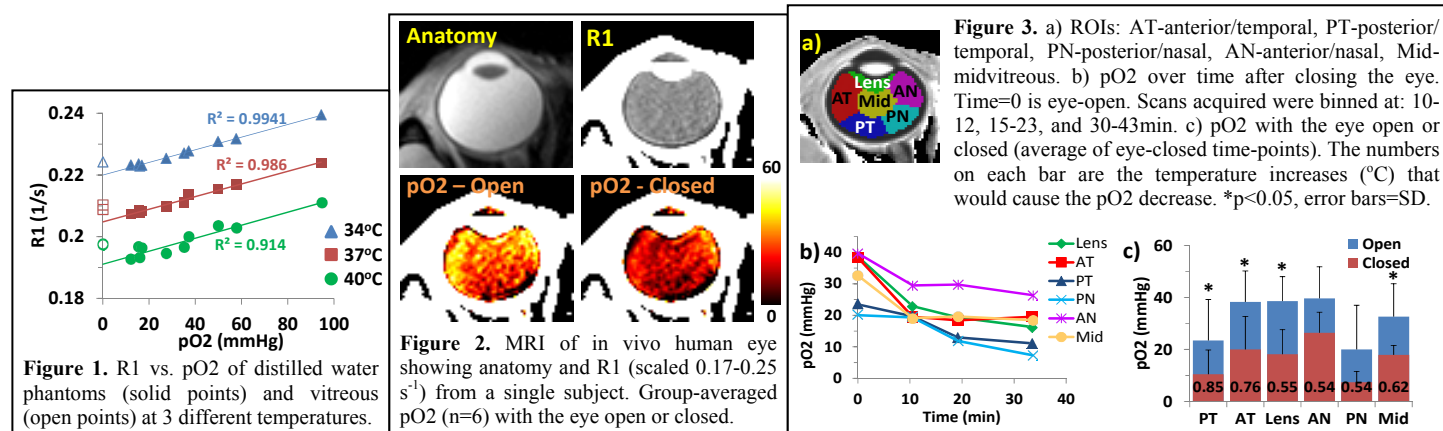 0.24
0.22
0.2
0.18
R1 (1/s)
R² = 0.9941
R² = 0.986
R² = 0.914
34°C
37°C
40°C
0 20 40 60 80 100
pO2 (mmHg)
Figure 1. R1 vs. pO2 of distilled water
phantoms (solid points) and vitreous
(open points) at 3 different temperatures.
Anatomy
R1
pO2 – Open
pO2 - Closed
60
0
Figure 2. MRI of in vivo human eye
showing anatomy and R1 (scaled 0.17-0.25
s⁻¹) from a single subject. Group-averaged
pO2 (n=6) with the eye open or closed.
a)
Lens
AT
Mid
AN
PT
PN
Figure 3. a) ROIs: AT-anterior/temporal, PT-posterior/
temporal, PN-posterior/nasal, AN-anterior/nasal, Mid-
midvitreous. b) pO2 over time after closing the eye.
Time=0 is eye-open. Scans acquired were binned at: 10-
12, 15-23, and 30-43min. c) pO2 with the eye open or
closed (average of eye-closed time-points). The numbers
on each bar are the temperature increases (°C) that
would cause the pO2 decrease. *p<0.05, error bars=SD.
b)
40
30
20
10
0
pO2 (mmHg)
0 10 20 30 40
Time (min)
Lens
AT
PT
PN
AN
Mid
c)
60
40
20
0
pO2 (mmHg)
Open
Closed
* * * *
0.85 0.76 0.55 0.54 0.54 0.62
PT AT Lens AN PN Mid